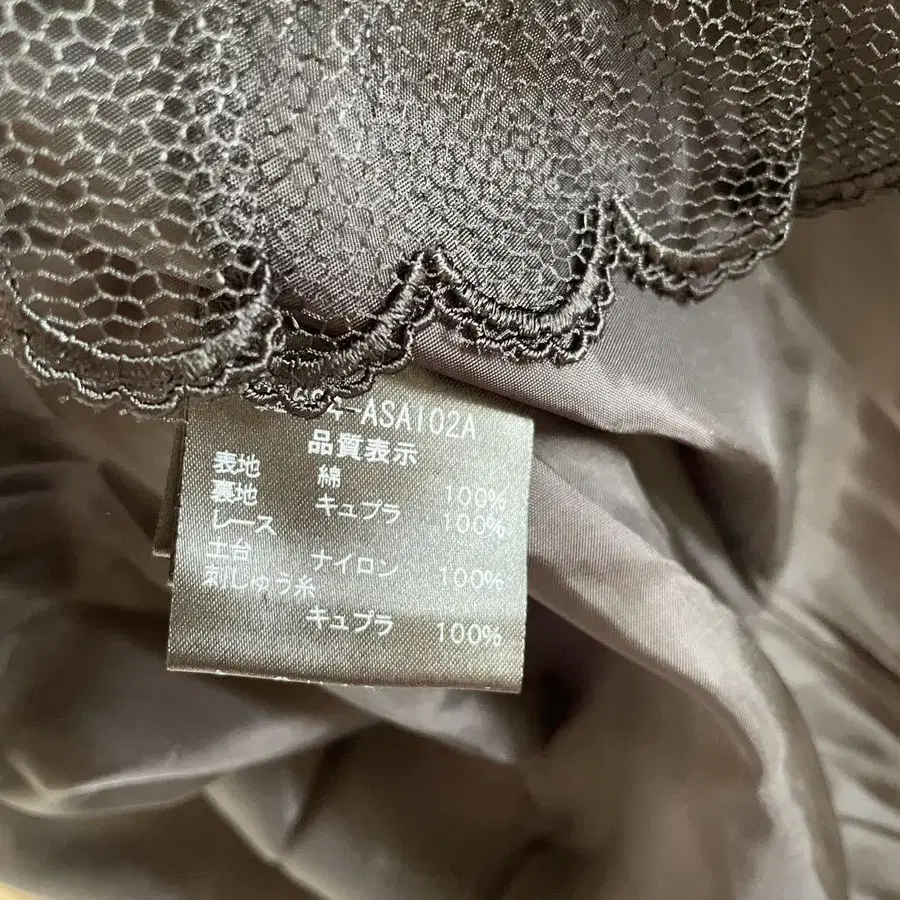 -ASA102A
品質表示
表地 綿 100%
裏地 キュプラ 100%
レース
土台 ナイロン 100%
刺しゅう糸
キュプラ 100%